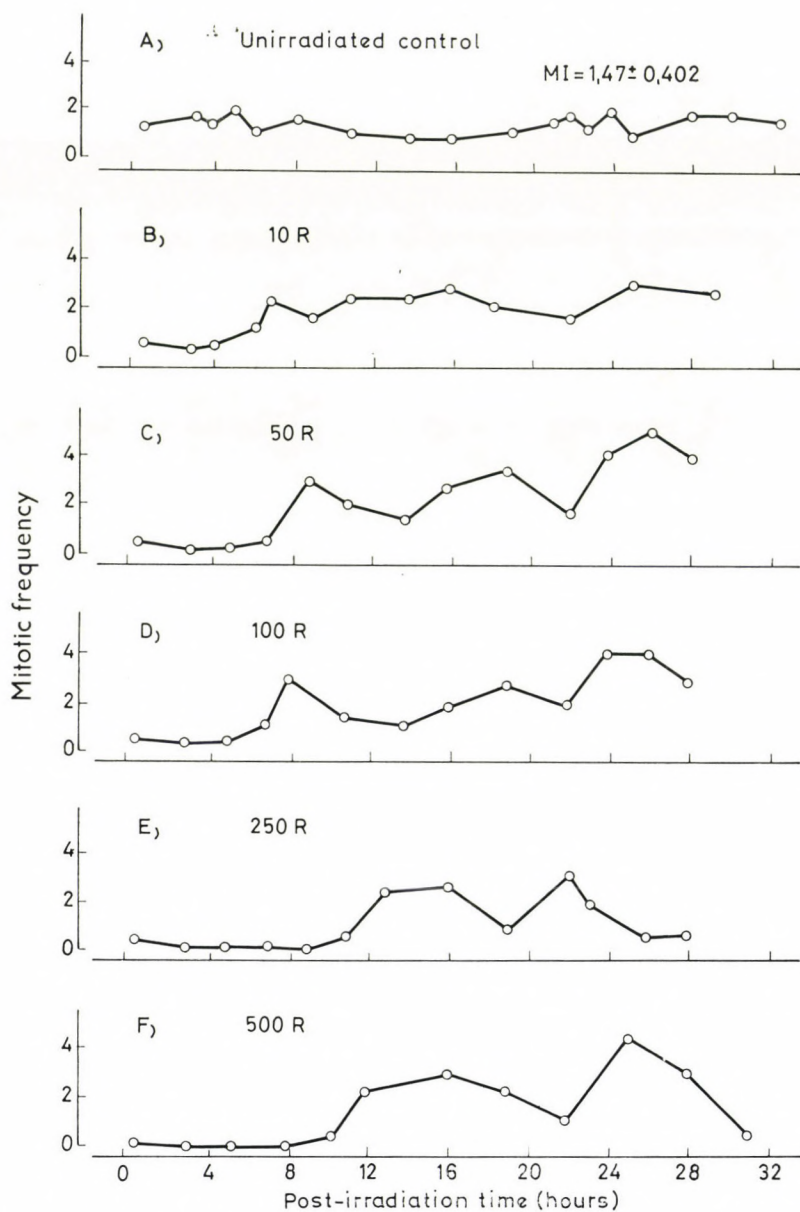 A) Unirradiated control
MI=1,47± 0,402
4
2
0
B) 10 R
4
2
0
C) 50 R
4
2
0
Mitotic frequency
D) 100 R
4
2
0
E) 250 R
4
2
0
F) 500 R
4
2
0
0 4 8 12 16 20 24 28 32
Post-irradiation time (hours)